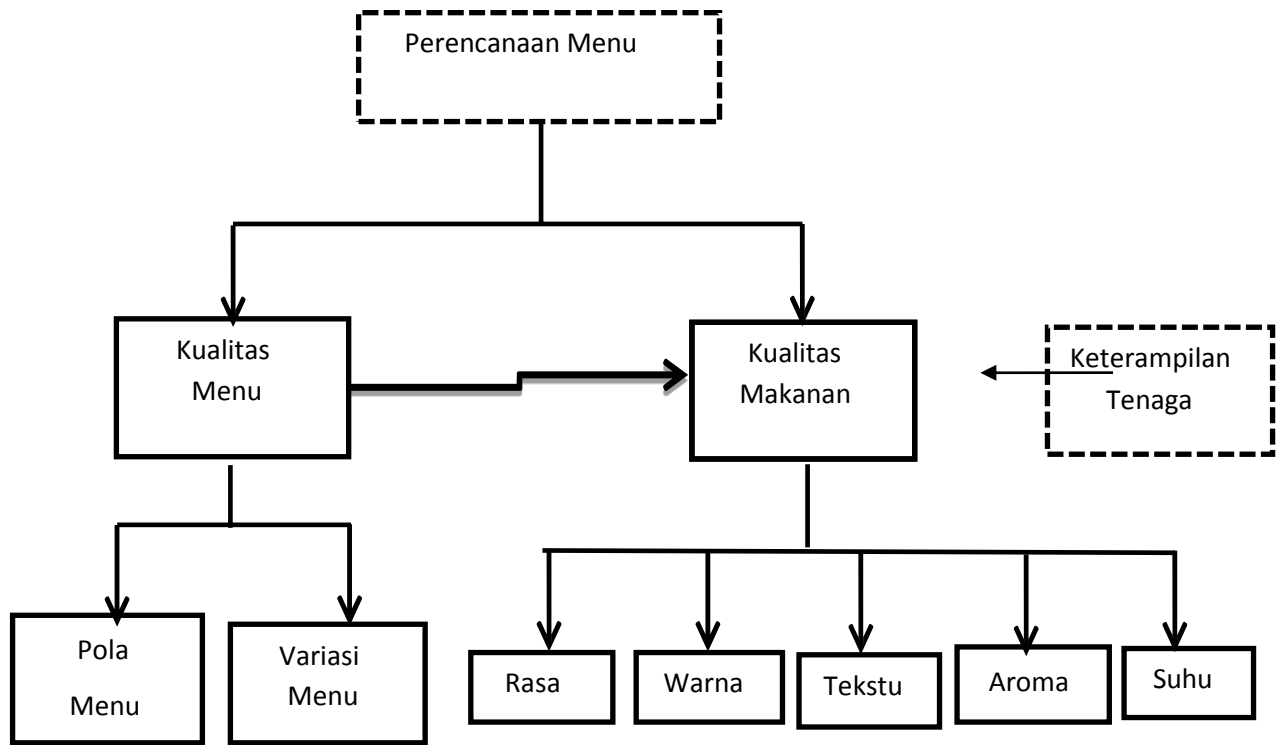 Perencanaan Menu
Kualitas
Menu
Kualitas
Makanan
Keterampilan
Tenaga
Pola
Menu
Variasi
Menu
Rasa
Warna
Tekstu
Aroma
Suhu